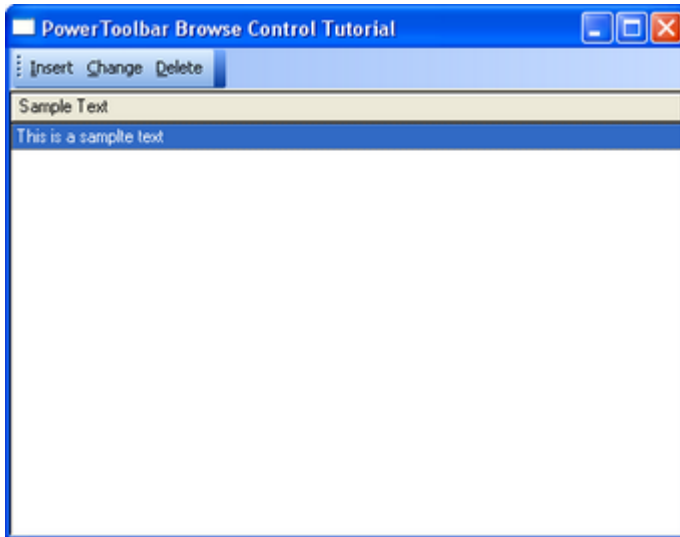 PowerToolbar Browse Control Tutorial
Insert Change Delete
Sample Text
This is a samplte text